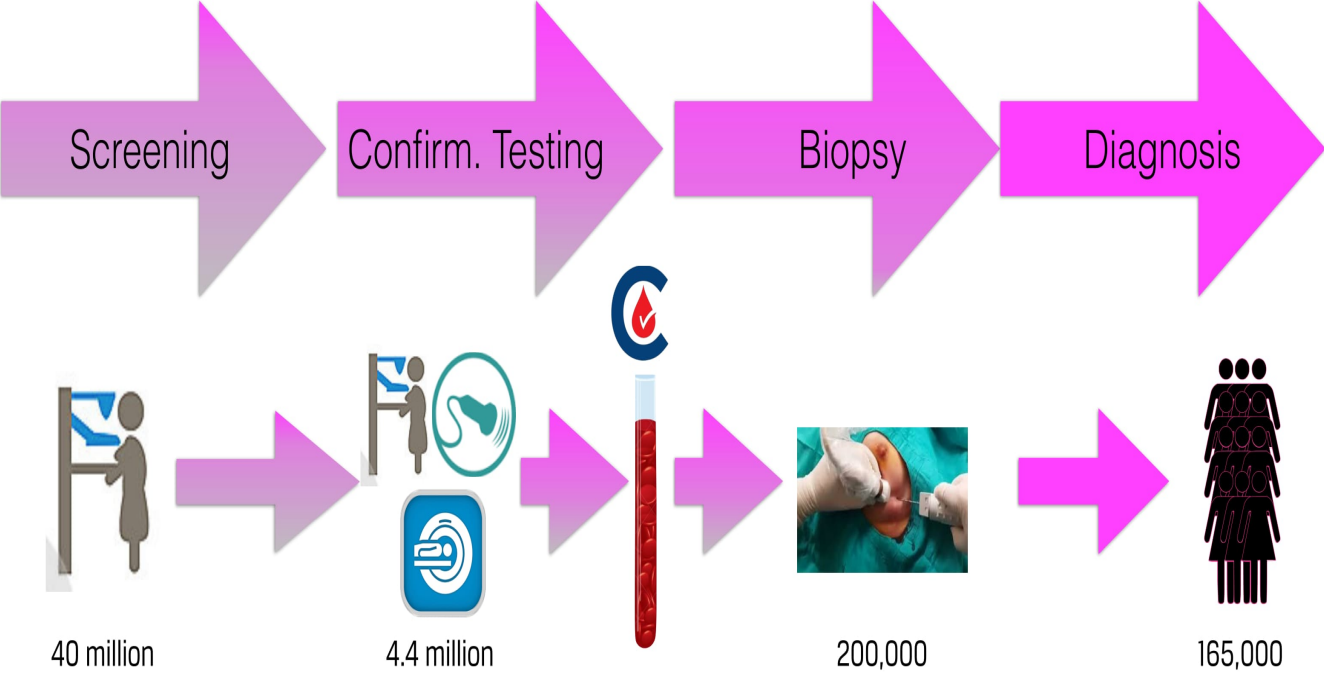 Screening
Confirm. Testing
Biopsy
Diagnosis
40 million
4.4 million
200,000
165,000